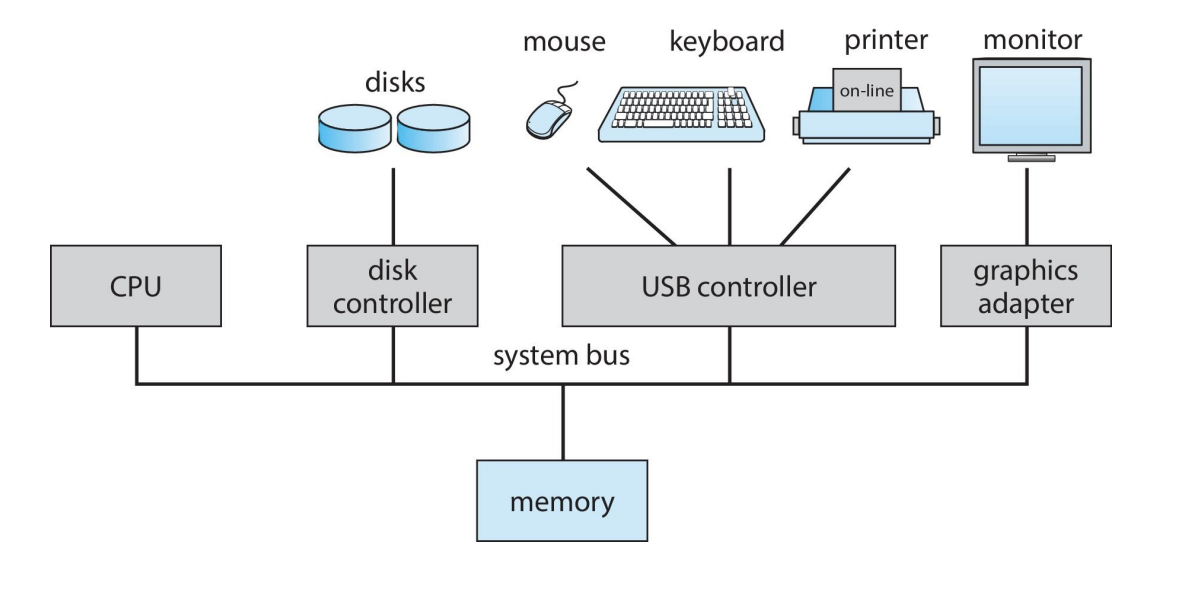 mouse
keyboard
printer
monitor
disks
on-line
CPU
disk
controller
USB controller
graphics
adapter
system bus
memory